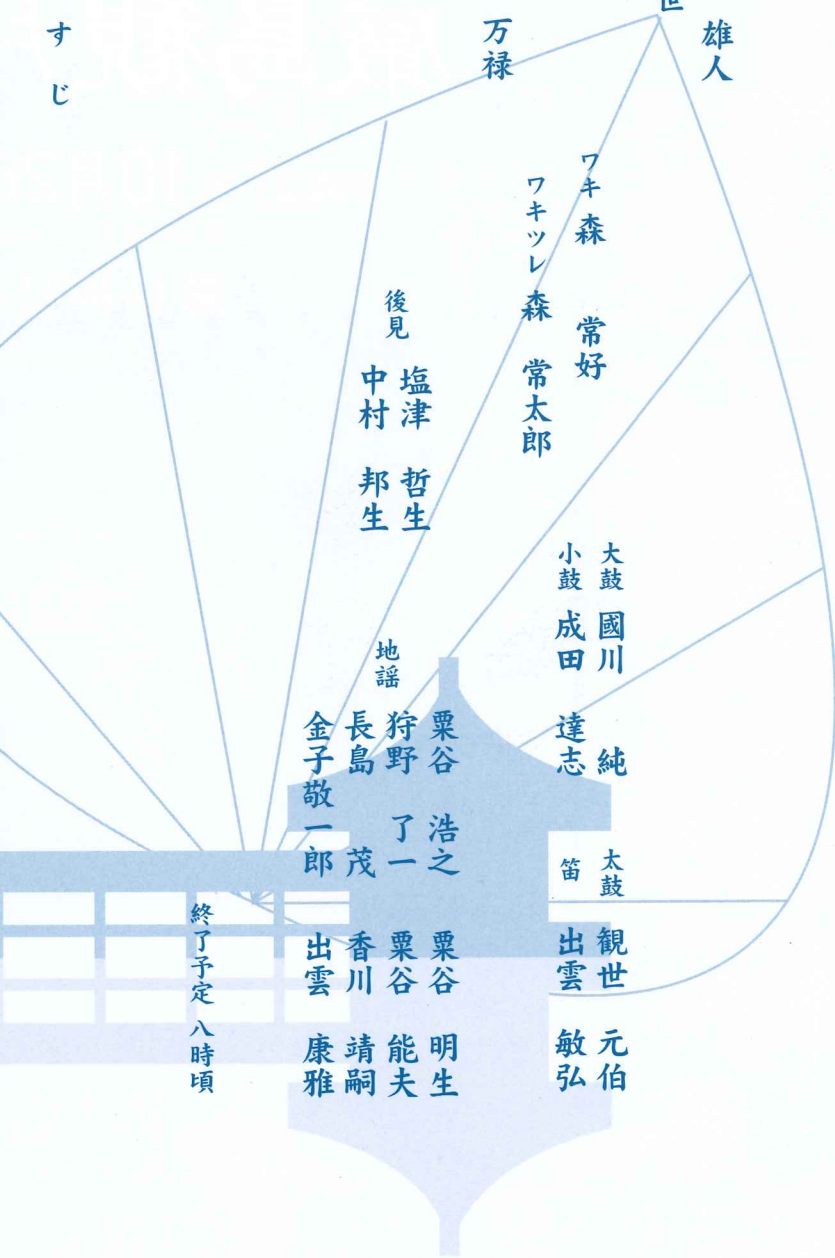 雄人
世
万禄
ワキ 森 常好
ワキツレ 森 常太郎
大鼓 國川 純
小鼓 成田 達志
太鼓 観世 元伯
笛 出雲 敏弘
後見
塩津 哲生
中村 邦生
地謡
粟谷 浩之 粟谷 明生
狩野 了一 粟谷 能夫
長島 茂 香川 靖嗣
金子敬一郎 出雲 康雅
終了予定 八時頃
すじ